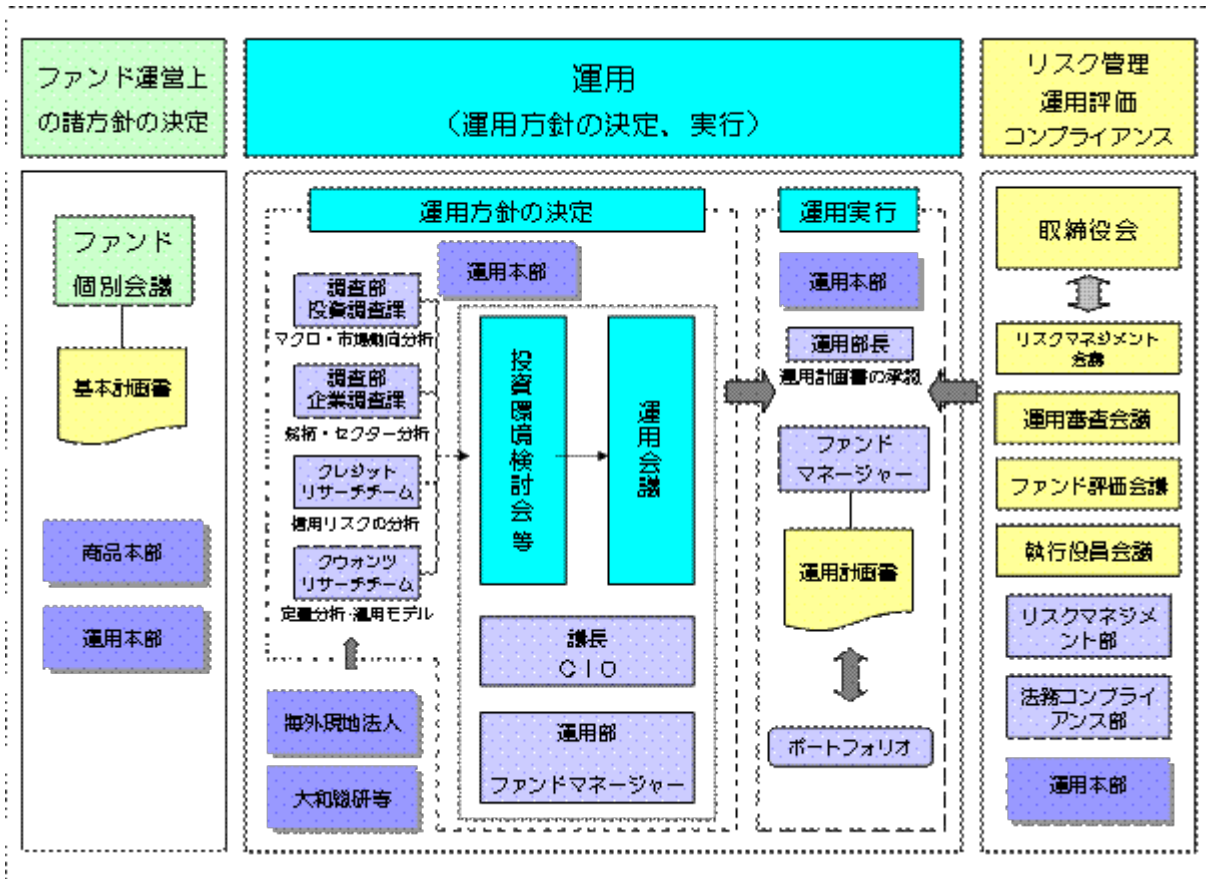 ファンド運営上
の諸方針の決定
運用
（運用方針の決定、実行）
リスク管理
運用評価
コンプライアンス
ファンド
個別会議
基本計画書
商品本部
運用本部
運用方針の決定
運用本部
調査部
投資調査課
マクロ・市場動向分析
調査部
企業調査課
銘柄・セクター分析
クレジット
リサーチチーム
信用リスクの分析
クウォンツ
リサーチチーム
定量分析・運用モデル
海外現地法人
大和総研等
投資環境検討会等
運用会議
議長
ＣＩＯ
運用部
ファンドマネージャー
運用実行
運用本部
運用部長
運用計画書の承認
ファンド
マネージャー
運用計画書
ポートフォリオ
取締役会
リスクマネジメント
会議
運用審査会議
ファンド評価会議
執行役員会議
リスクマネジメ
ント部
法務コンプライ
アンス部
運用本部